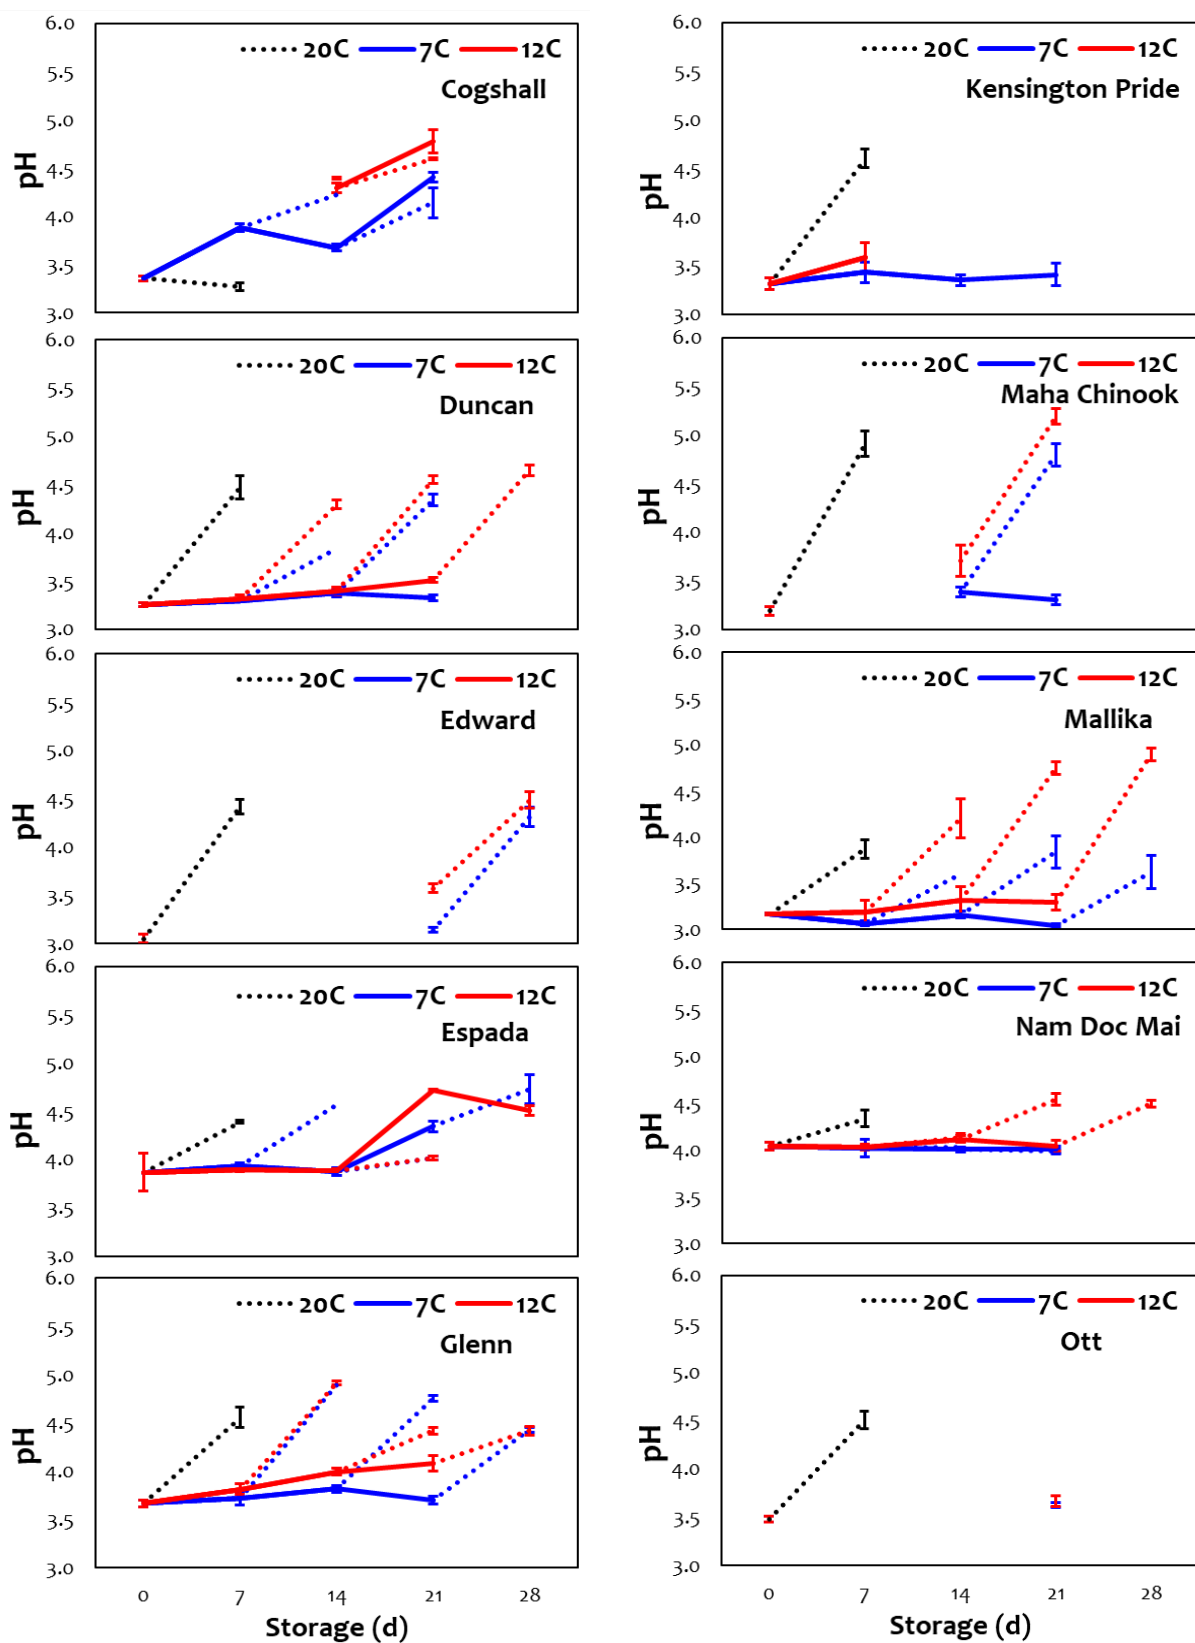 6.0
20C 7C 12C
5.5
Cogshall
5.0
pH
4.5
4.0
3.5
3.0
6.0
20C 7C 12C
5.5
Kensington Pride
5.0
pH
4.5
4.0
3.5
3.0
6.0
20C 7C 12C
5.5
Duncan
5.0
pH
4.5
4.0
3.5
3.0
6.0
20C 7C 12C
5.5
Maha Chinook
5.0
pH
4.5
4.0
3.5
3.0
6.0
20C 7C 12C
5.5
Edward
5.0
pH
4.5
4.0
3.5
3.0
6.0
20C 7C 12C
5.5
Mallika
5.0
pH
4.5
4.0
3.5
3.0
6.0
20C 7C 12C
5.5
Espada
5.0
pH
4.5
4.0
3.5
3.0
6.0
20C 7C 12C
5.5
Nam Doc Mai
5.0
pH
4.5
4.0
3.5
3.0
6.0
20C 7C 12C
5.5
Glenn
5.0
pH
4.5
4.0
3.5
3.0
0 7 14 21 28
Storage (d)
6.0
20C 7C 12C
5.5
Ott
5.0
pH
4.5
4.0
3.5
3.0
0 7 14 21 28
Storage (d)